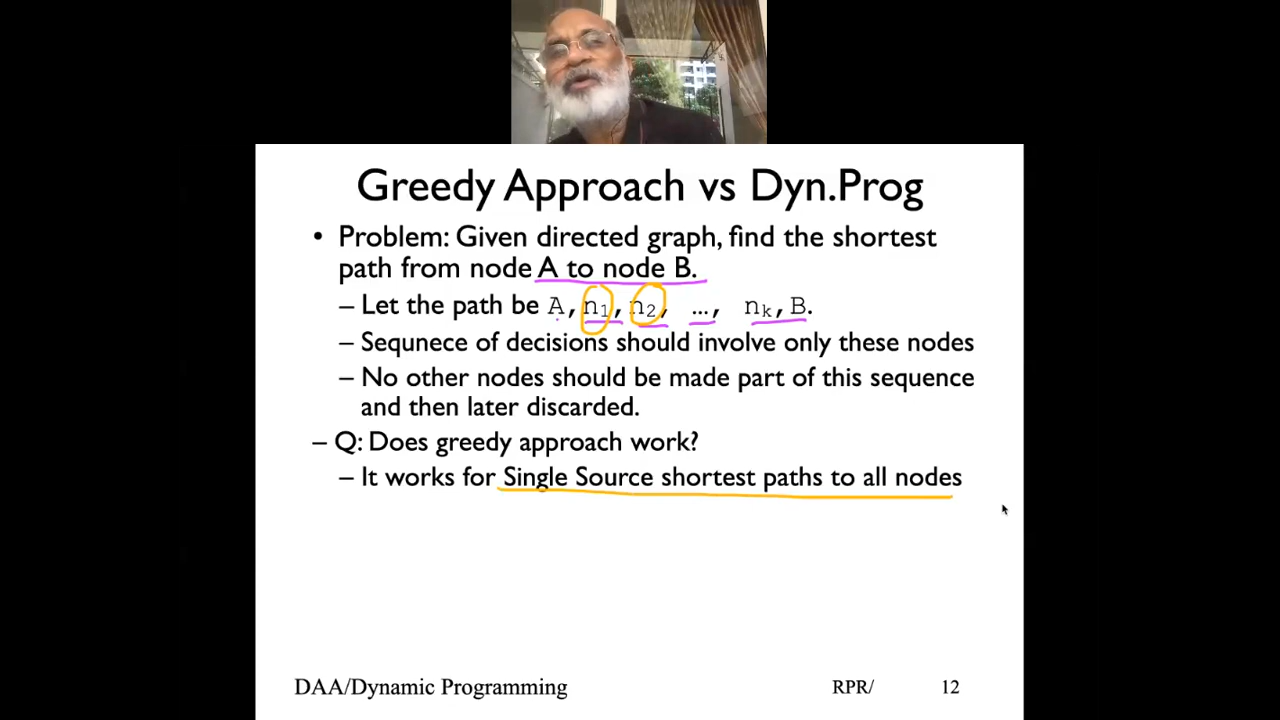 Greedy Approach vs Dyn.Prog
• Problem: Given directed graph, find the shortest
path from node A to node B.
– Let the path be A, n1, n2, …, nk, B.
– Sequnece of decisions should involve only these nodes
– No other nodes should be made part of this sequence
and then later discarded.
– Q: Does greedy approach work?
– It works for Single Source shortest paths to all nodes
DAA/Dynamic Programming RPR/ 12